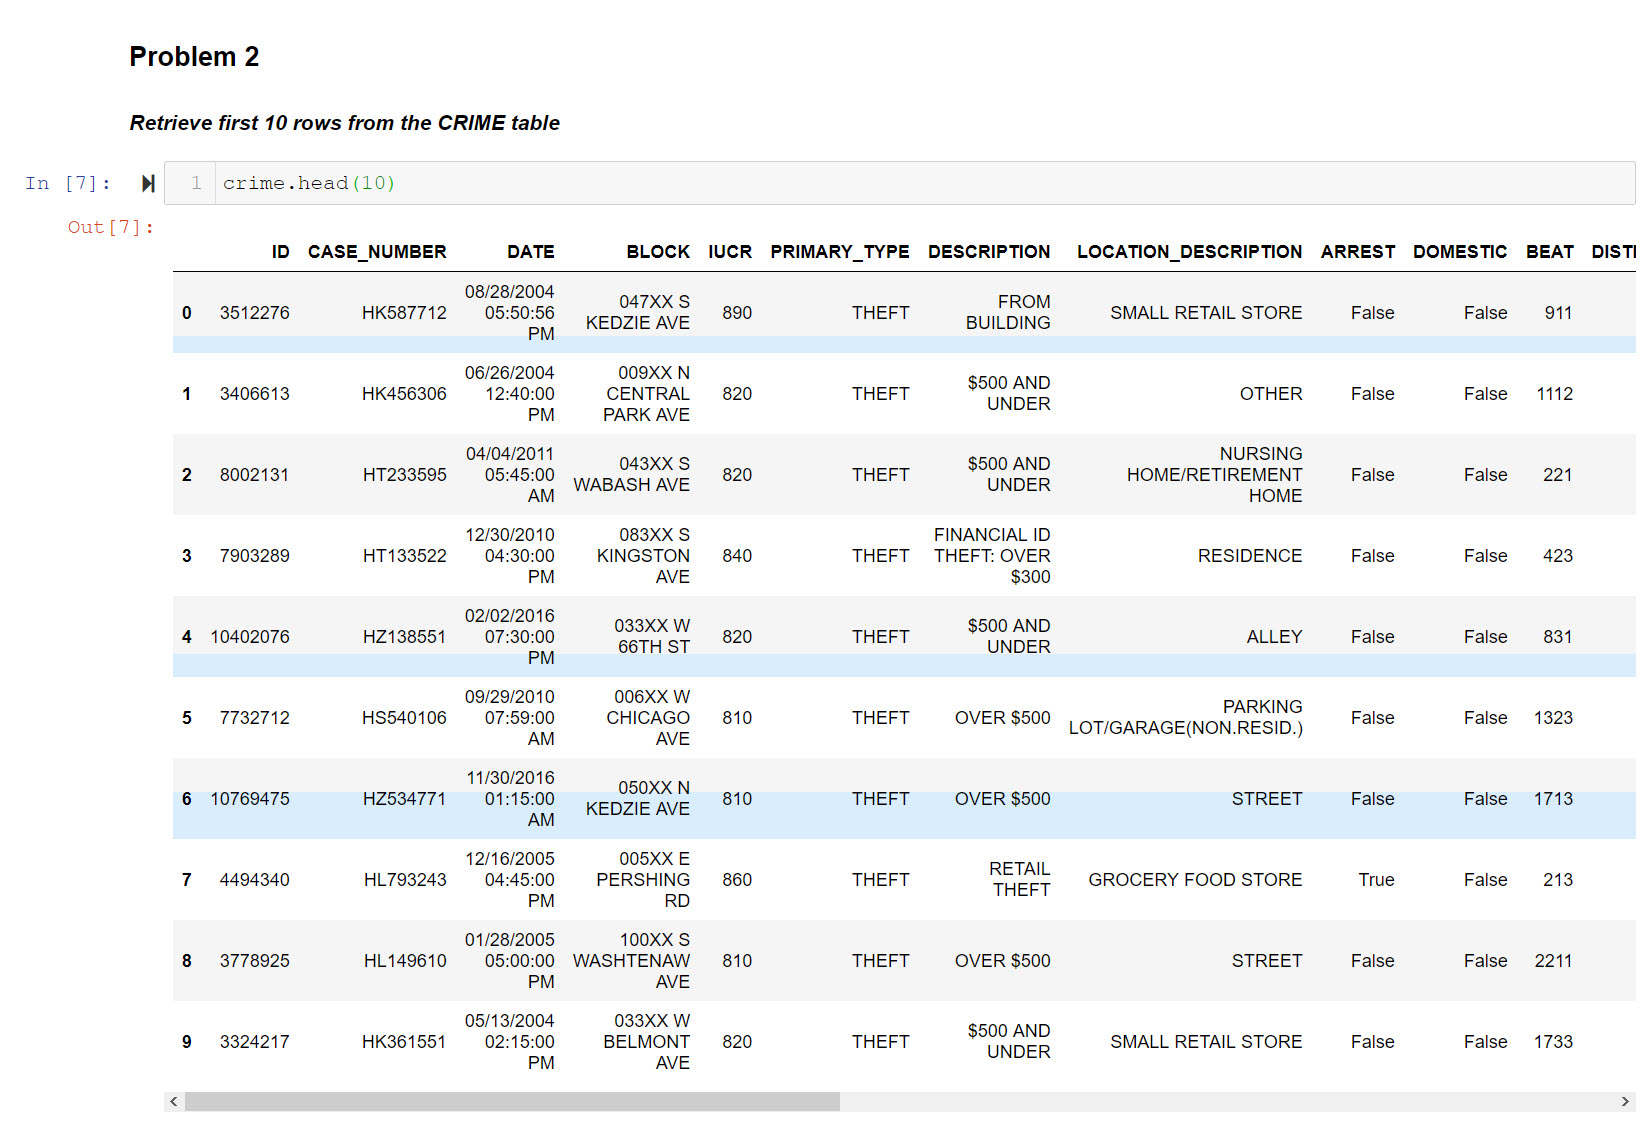 Problem 2
Retrieve first 10 rows from the CRIME table
In [7]: 1 crime.head(10)
Out[7]:
ID CASE_NUMBER DATE BLOCK IUCR PRIMARY_TYPE DESCRIPTION LOCATION_DESCRIPTION ARREST DOMESTIC BEAT DISTI
08/28/2004
047XX S FROM
0 3512276 HK587712 05:50:56 890 THEFT SMALL RETAIL STORE False False 911
KEDZIE AVE BUILDING
PM
06/26/2004 009XX N
$500 AND
1 3406613 HK456306 12:40:00 CENTRAL 820 THEFT OTHER False False 1112
UNDER
PM PARK AVE
04/04/2011 NURSING
043XX S $500 AND
2 8002131 HT233595 05:45:00 820 THEFT HOME/RETIREMENT False False 221
WABASH AVE UNDER
AM HOME
12/30/2010 083XX S FINANCIAL ID
3 7903289 HT133522 04:30:00 KINGSTON 840 THEFT THEFT: OVER RESIDENCE False False 423
PM AVE $300
02/02/2016
033XX W $500 AND
4 10402076 HZ138551 07:30:00 820 THEFT ALLEY False False 831
66TH ST UNDER
PM
09/29/2010 006XX W
PARKING
5 7732712 HS540106 07:59:00 CHICAGO 810 THEFT OVER $500 False False 1323
LOT/GARAGE(NON.RESID.)
AM AVE
11/30/2016
050XX N
6 10769475 HZ534771 01:15:00 810 THEFT OVER $500 STREET False False 1713
KEDZIE AVE
AM
12/16/2005 005XX E
RETAIL
7 4494340 HL793243 04:45:00 PERSHING 860 THEFT GROCERY FOOD STORE True False 213
THEFT
PM RD
01/28/2005 100XX S
8 3778925 HL149610 05:00:00 WASHTENAW 810 THEFT OVER $500 STREET False False 2211
PM AVE
05/13/2004 033XX W
$500 AND
9 3324217 HK361551 02:15:00 BELMONT 820 THEFT SMALL RETAIL STORE False False 1733
UNDER
PM AVE